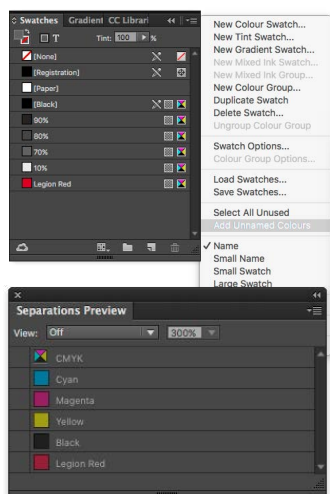 Swatches Gradient CC Librari
T Tint: 100 %
[None]
[Registration]
[Paper]
[Black]
90%
80%
70%
10%
Legion Red
New Colour Swatch...
New Tint Swatch...
New Gradient Swatch...
New Mixed Ink Swatch...
New Mixed Ink Group...
New Colour Group...
Duplicate Swatch
Delete Swatch...
Ungroup Colour Group
Swatch Options...
Colour Group Options...
Load Swatches...
Save Swatches...
Select All Unused
Add Unnamed Colours
✓ Name
Small Name
Small Swatch
Large Swatch
Separations Preview
View: Off 300%
CMYK
Cyan
Magenta
Yellow
Black
Legion Red